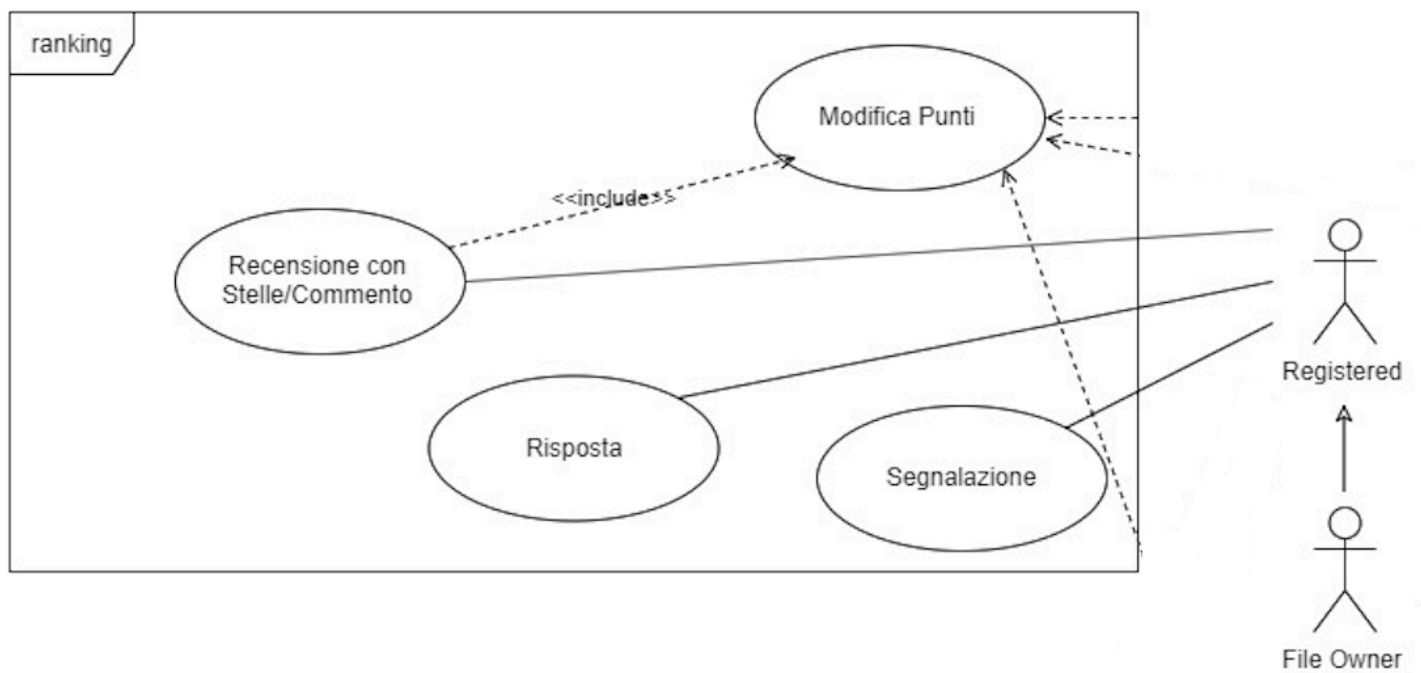 ranking
Modifica Punti
<<include>>
Recensione con
Stelle/Commento
Risposta
Segnalazione
Registered
File Owner